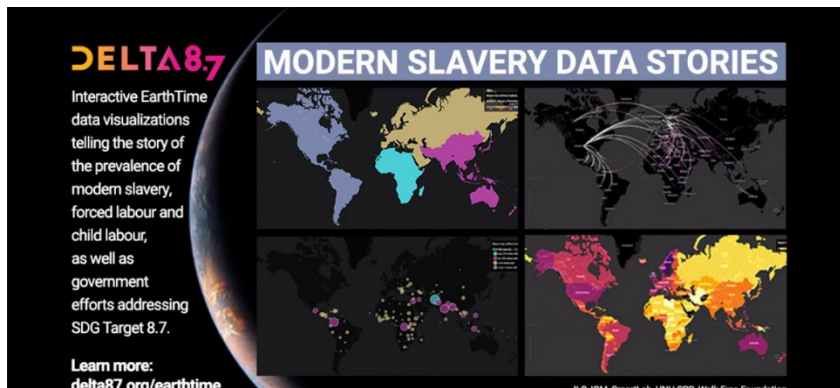 DELTA8.7
MODERN SLAVERY DATA STORIES
Interactive EarthTime
data visualizations
telling the story of
the prevalence of
modern slavery,
forced labour and
child labour,
as well as
government
efforts addressing
SDG Target 8.7.
Learn more:
delta87.org/earthtime